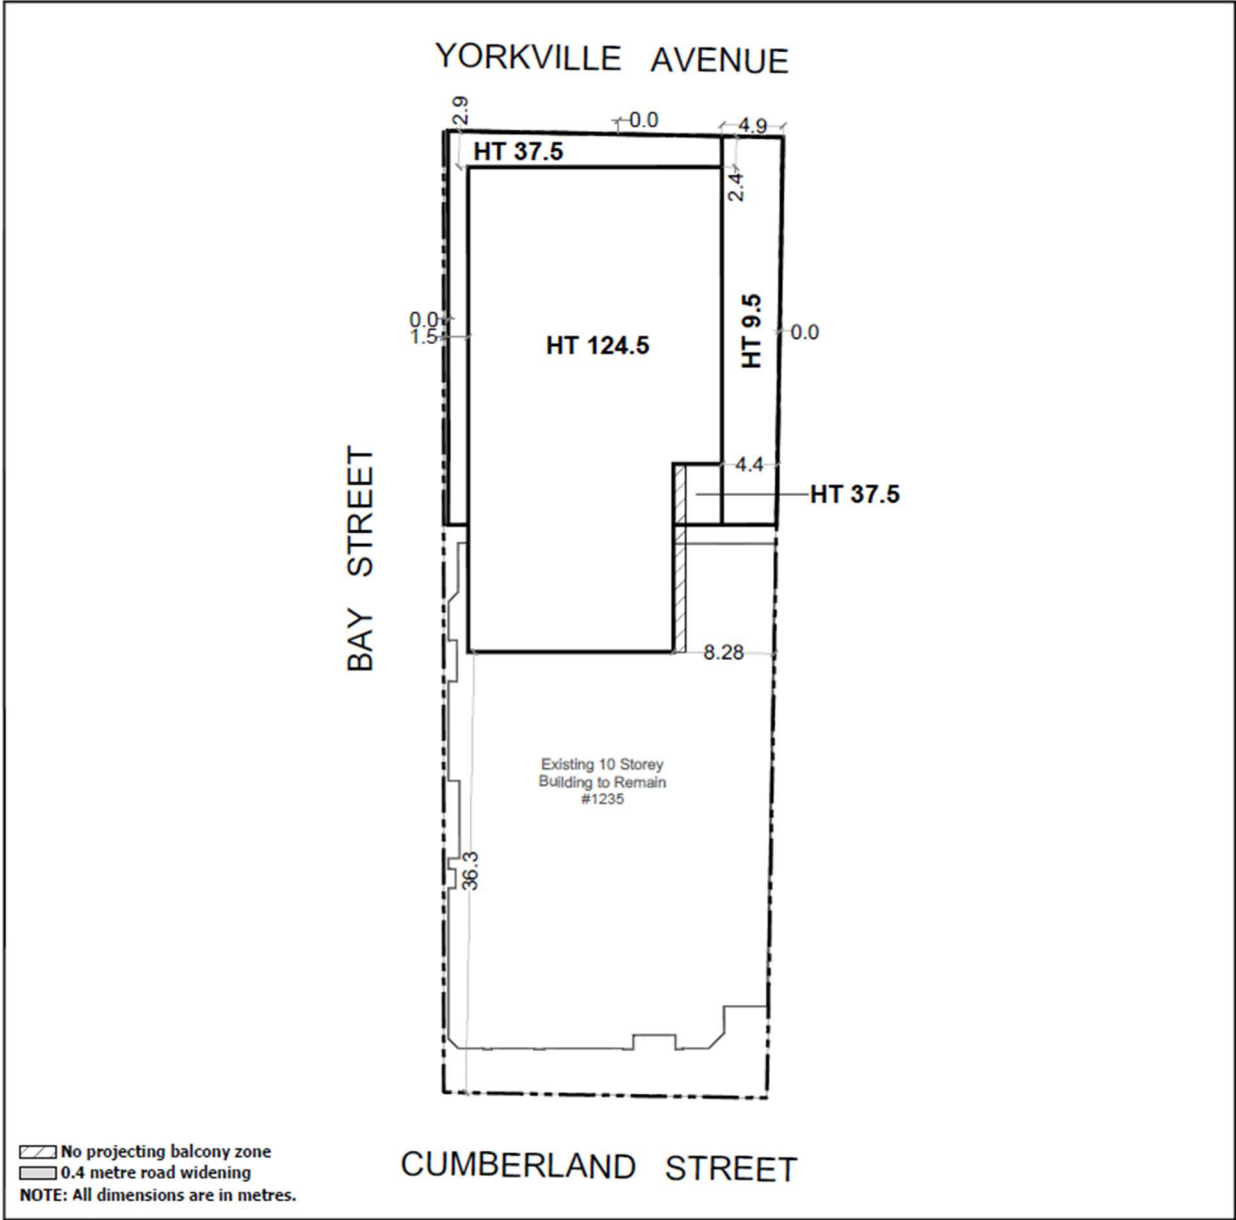 YORKVILLE AVENUE
2.9
0.0
4.9
HT 37.5
2.4
0.0
1.5
HT 124.5
HT 9.5
0.0
4.4
HT 37.5
BAY STREET
8.28
Existing 10 Storey
Building to Remain
#1235
36.3
No projecting balcony zone
0.4 metre road widening
NOTE: All dimensions are in metres.
CUMBERLAND STREET